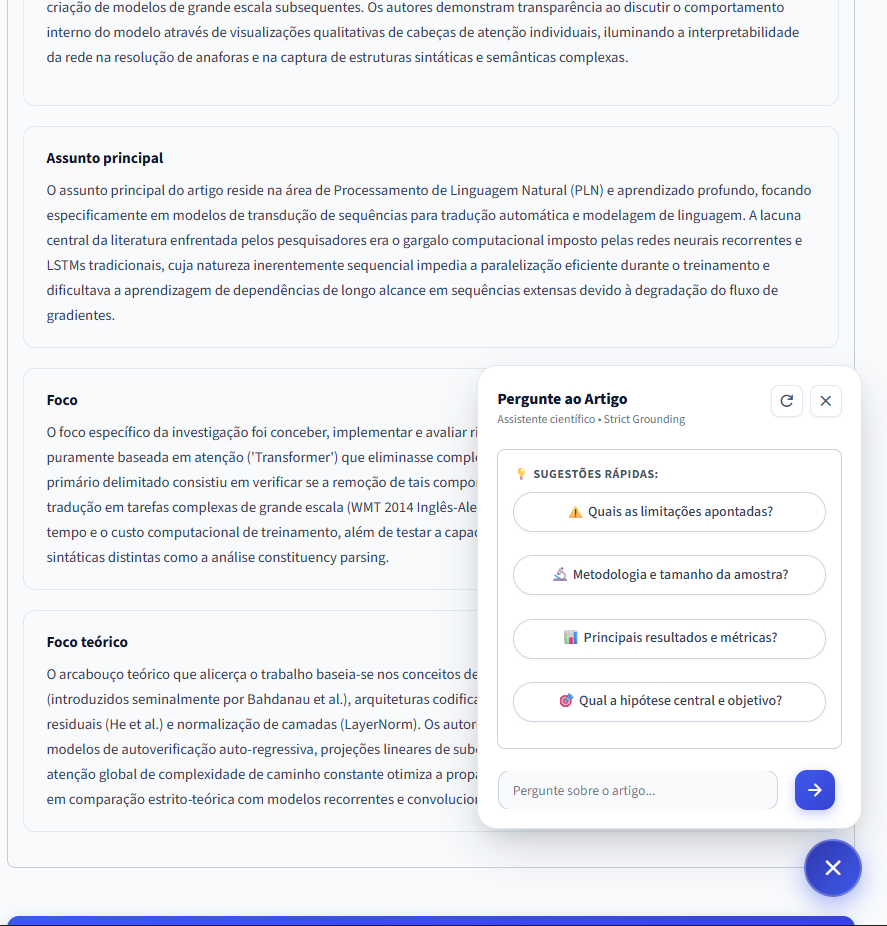 criação de modelos de grande escala subsequentes. Os autores demonstram transparência ao discutir o comportamento
interno do modelo através de visualizações qualitativas de cabeças de atenção individuais, iluminando a interpretabilidade
da rede na resolução de anaforas e na captura de estruturas sintáticas e semânticas complexas.
Assunto principal
O assunto principal do artigo reside na área de Processamento de Linguagem Natural (PLN) e aprendizado profundo, focando
especificamente em modelos de transdução de sequências para tradução automática e modelagem de linguagem. A lacuna
central da literatura enfrentada pelos pesquisadores era o gargalo computacional imposto pelas redes neurais recorrentes e
LSTMs tradicionais, cuja natureza inerentemente sequencial impedia a paralelização eficiente durante o treinamento e
dificultava a aprendizagem de dependências de longo alcance em sequências extensas devido à degradação do fluxo de
gradientes.
Foco
O foco específico da investigação foi conceber, implementar e avaliar
puramente baseada em atenção ('Transformer') que eliminasse
primário delimitado consistiu em verificar se a remoção de tais
tradução em tarefas complexas de grande escala (WMT 2014
tempo e o custo computacional de treinamento, além de testar a
sintáticas distintas como a análise constituency parsing.
Foco teórico
O arcabouço teórico que alicerça o trabalho baseia-se nos conceitos de
(introduzidos seminalmente por Bahdanau et al.), arquiteturas
residuais (He et al.) e normalização de camadas (LayerNorm). Os
modelos de autoverificação auto-regressiva, projeções lineares de
atenção global de complexidade de caminho constante otimiza a
em comparação estrito-teórica com modelos recorrentes e
Pergunte ao Artigo
Assistente científico • Strict Grounding
SUGESTÕES RÁPIDAS:
Quais as limitações apontadas?
Metodologia e tamanho da amostra?
Principais resultados e métricas?
Qual a hipótese central e objetivo?
Pergunte sobre o artigo...